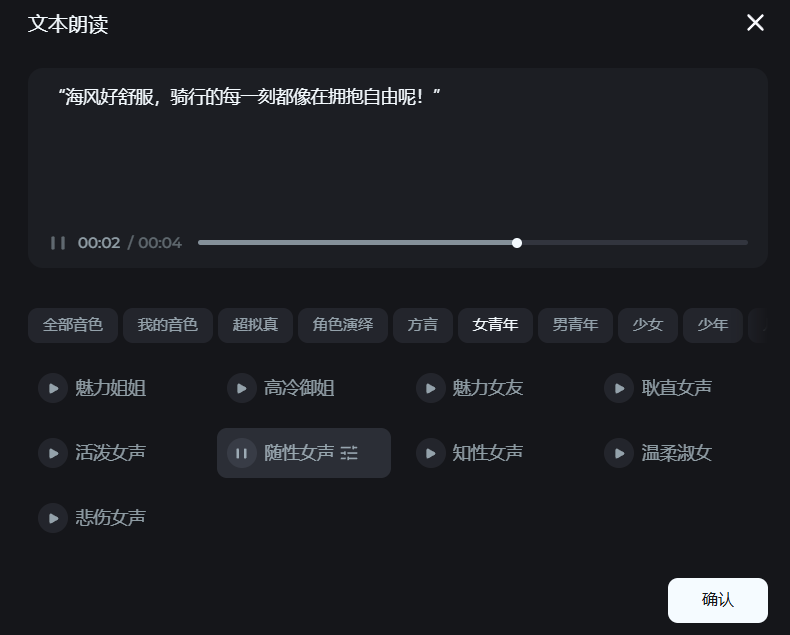 文本朗读
“海风好舒服，骑行的每一刻都像在拥抱自由呢！”
00:02 / 00:04
全部音色 我的音色 超拟真 角色演绎 方言 女青年 男青年 少女 少年
魅力姐姐 高冷御姐 魅力女友 耿直女声
活泼女声 随性女声 知性女声 温柔淑女
悲伤女声
确认